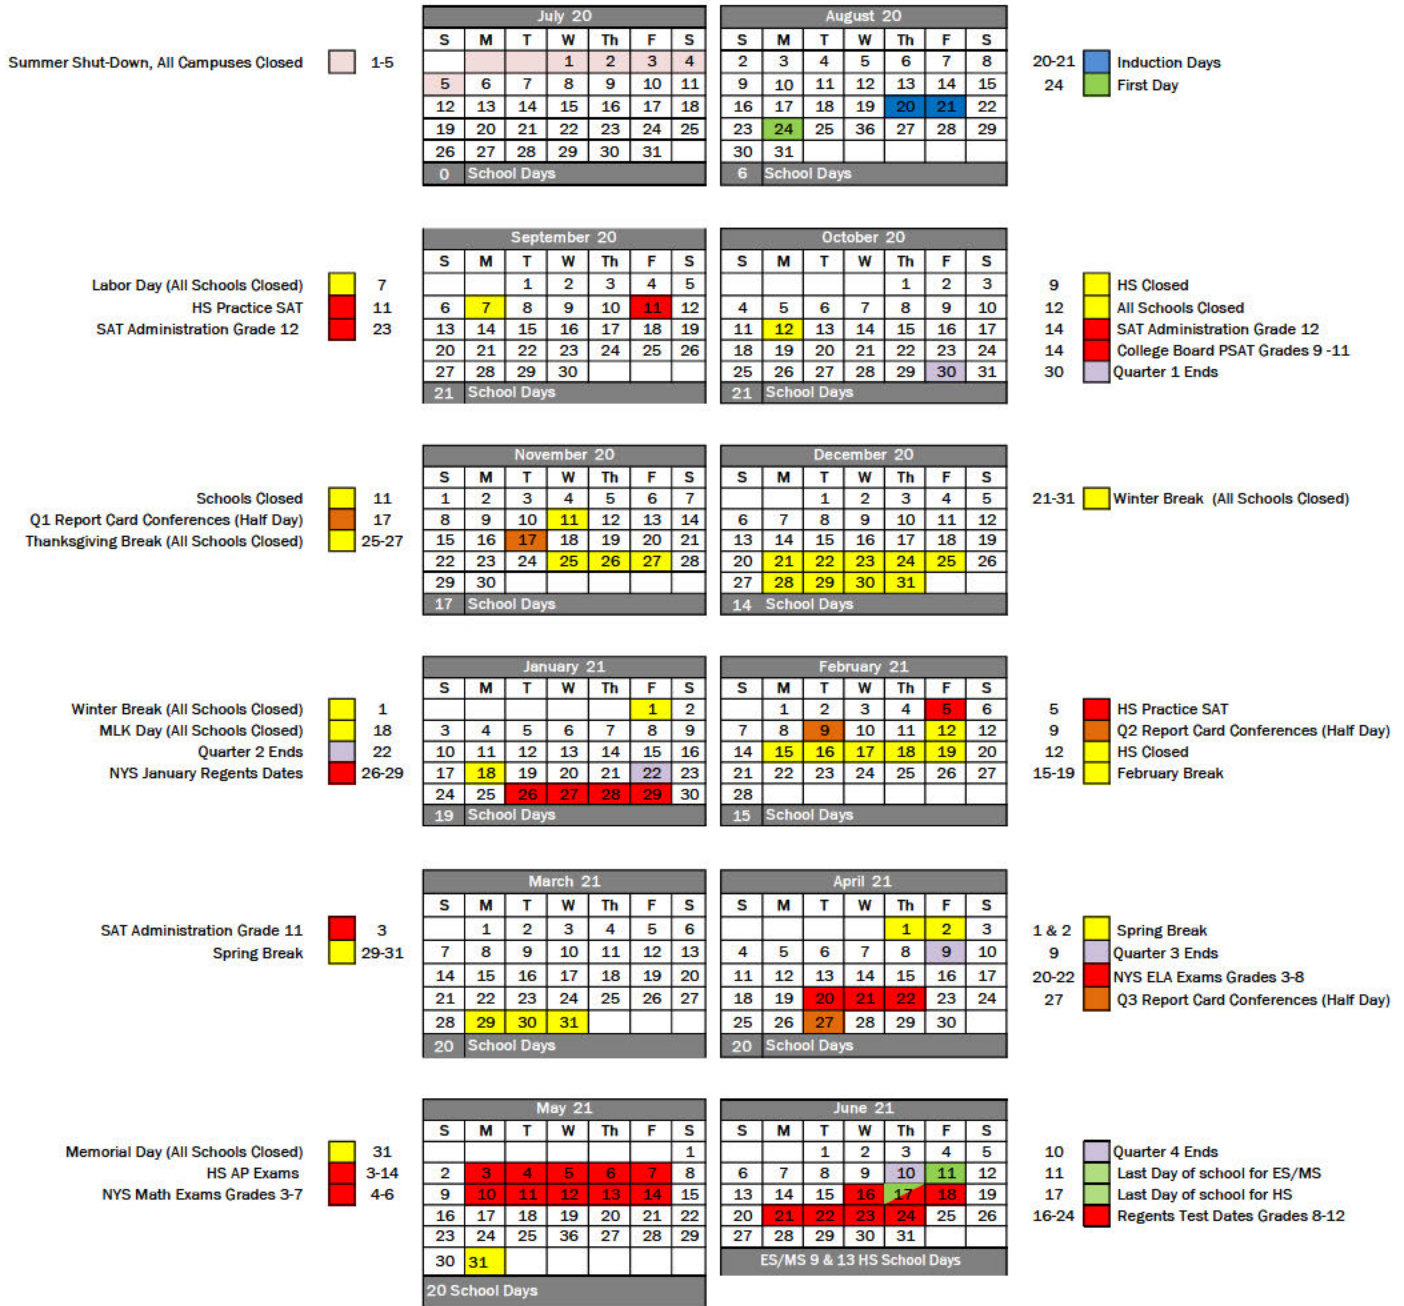 July 20
S M T W Th F S
1 2 3 4
5 6 7 8 9 10 11
12 13 14 15 16 17 18
19 20 21 22 23 24 25
26 27 28 29 30 31
0 School Days
Summer Shut-Down, All Campuses Closed 1-5
August 20
S M T W Th F S
2 3 4 5 6 7 8
9 10 11 12 13 14 15
16 17 18 19 20 21 22
23 24 25 36 27 28 29
30 31
6 School Days
20-21 Induction Days
24 First Day
September 20
S M T W Th F S
1 2 3 4 5
6 7 8 9 10 11 12
13 14 15 16 17 18 19
20 21 22 23 24 25 26
27 28 29 30
21 School Days
Labor Day (All Schools Closed) 7
HS Practice SAT 11
SAT Administration Grade 12 23
October 20
S M T W Th F S
1 2 3
4 5 6 7 8 9 10
11 12 13 14 15 16 17
18 19 20 21 22 23 24
25 26 27 28 29 30 31
21 School Days
9 HS Closed
12 All Schools Closed
14 SAT Administration Grade 12
14 College Board PSAT Grades 9 -11
30 Quarter 1 Ends
November 20
S M T W Th F S
1 2 3 4 5 6 7
8 9 10 11 12 13 14
15 16 17 18 19 20 21
22 23 24 25 26 27 28
29 30
17 School Days
Schools Closed 11
Q1 Report Card Conferences (Half Day) 17
Thanksgiving Break (All Schools Closed) 25-27
December 20
S M T W Th F S
1 2 3 4 5
6 7 8 9 10 11 12
13 14 15 16 17 18 19
20 21 22 23 24 25 26
27 28 29 30 31
14 School Days
21-31 Winter Break (All Schools Closed)
January 21
S M T W Th F S
1 2
3 4 5 6 7 8 9
10 11 12 13 14 15 16
17 18 19 20 21 22 23
24 25 26 27 28 29 30
19 School Days
Winter Break (All Schools Closed) 1
MLK Day (All Schools Closed) 18
Quarter 2 Ends 22
NYS January Regents Dates 26-29
February 21
S M T W Th F S
1 2 3 4 5 6
7 8 9 10 11 12 12
14 15 16 17 18 19 20
21 22 23 24 25 26 27
28
15 School Days
5 HS Practice SAT
9 Q2 Report Card Conferences (Half Day)
12 HS Closed
15-19 February Break
March 21
S M T W Th F S
1 2 3 4 5 6
7 8 9 10 11 12 13
14 15 16 17 18 19 20
21 22 23 24 25 26 27
28 29 30 31
20 School Days
SAT Administration Grade 11 3
Spring Break 29-31
April 21
S M T W Th F S
1 2 3
4 5 6 7 8 9 10
11 12 13 14 15 16 17
18 19 20 21 22 23 24
25 26 27 28 29 30
20 School Days
1 & 2 Spring Break
9 Quarter 3 Ends
20-22 NYS ELA Exams Grades 3-8
27 Q3 Report Card Conferences (Half Day)
May 21
S M T W Th F S
1
2 3 4 5 6 7 8
9 10 11 12 13 14 15
16 17 18 19 20 21 22
23 24 25 36 27 28 29
30 31
20 School Days
Memorial Day (All Schools Closed) 31
HS AP Exams 3-14
NYS Math Exams Grades 3-7 4-6
June 21
S M T W Th F S
1 2 3 4 5
6 7 8 9 10 11 12
13 14 15 16 17 18 19
20 21 22 23 24 25 26
27 28 29 30 31
ES/MS 9 & 13 HS School Days
10 Quarter 4 Ends
11 Last Day of school for ES/MS
17 Last Day of school for HS
16-24 Regents Test Dates Grades 8-12